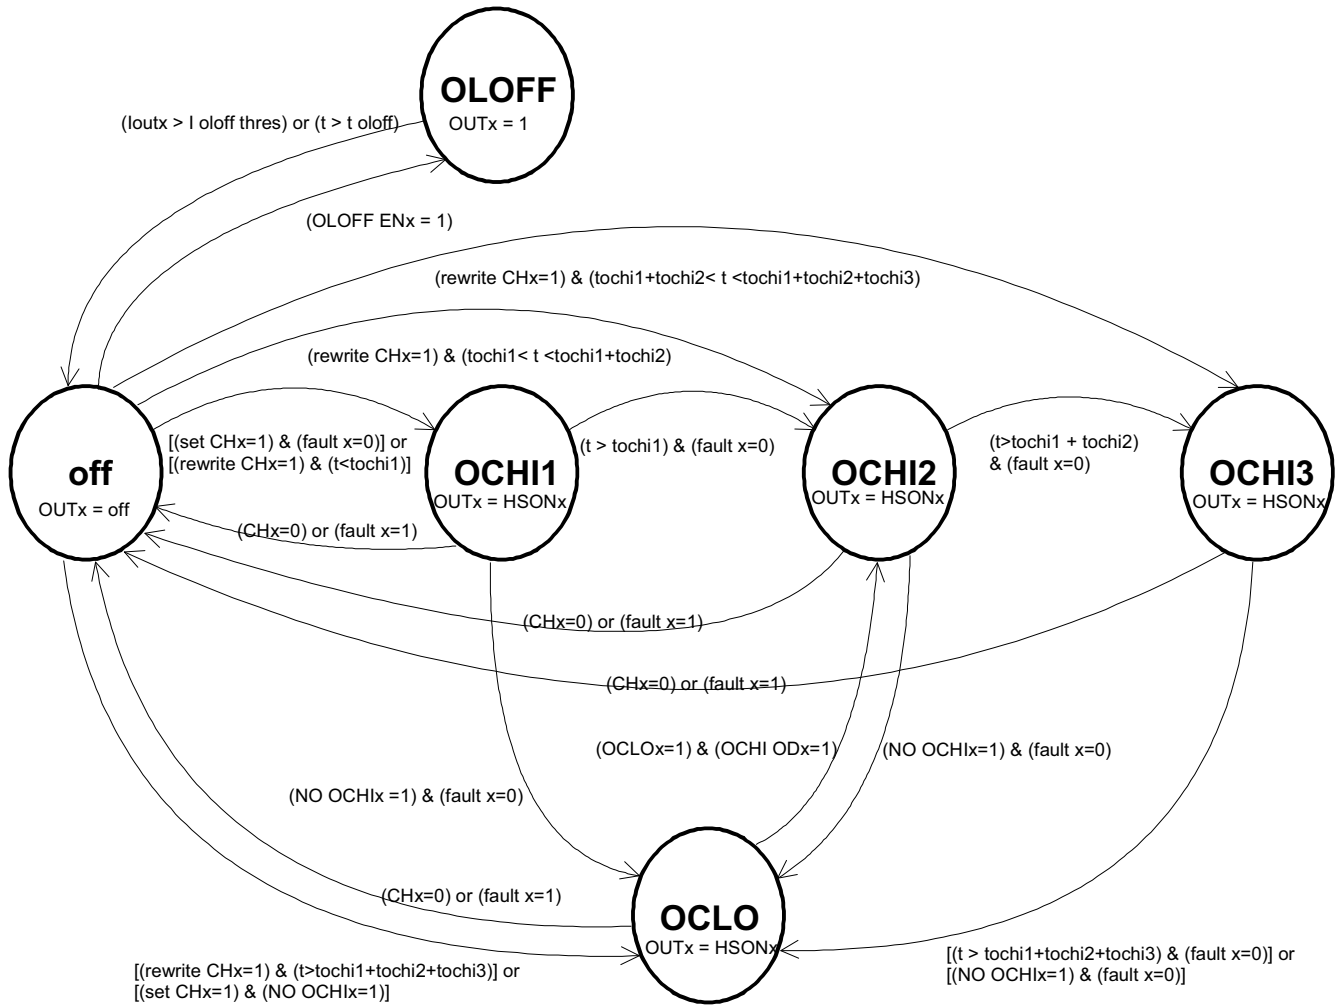 OLOFF
OUTx = 1
(Ioutx > I oloff thres) or (t > t oloff)
(OLOFF ENx = 1)
(rewrite CHx=1) & (tochi1+tochi2< t <tochi1+tochi2+tochi3)
(rewrite CHx=1) & (tochi1< t <tochi1+tochi2)
off
OUTx = off
[(set CHx=1) & (fault x=0)] or
[(rewrite CHx=1) & (t<tochi1)]
OCHI1
OUTx = HSONx
(t > tochi1) & (fault x=0)
OCHI2
OUTx = HSONx
(t>tochi1 + tochi2)
& (fault x=0)
OCHI3
OUTx = HSONx
(CHx=0) or (fault x=1)
(CHx=0) or (fault x=1)
(CHx=0) or (fault x=1)
(OCLOx=1) & (OCHI ODx=1)
(NO OCHIx=1) & (fault x=0)
(NO OCHIx =1) & (fault x=0)
(CHx=0) or (fault x=1)
OCLO
OUTx = HSONx
[(rewrite CHx=1) & (t>tochi1+tochi2+tochi3)] or
[(set CHx=1) & (NO OCHIx=1)]
[(t > tochi1+tochi2+tochi3) & (fault x=0)] or
[(NO OCHIx=1) & (fault x=0)]